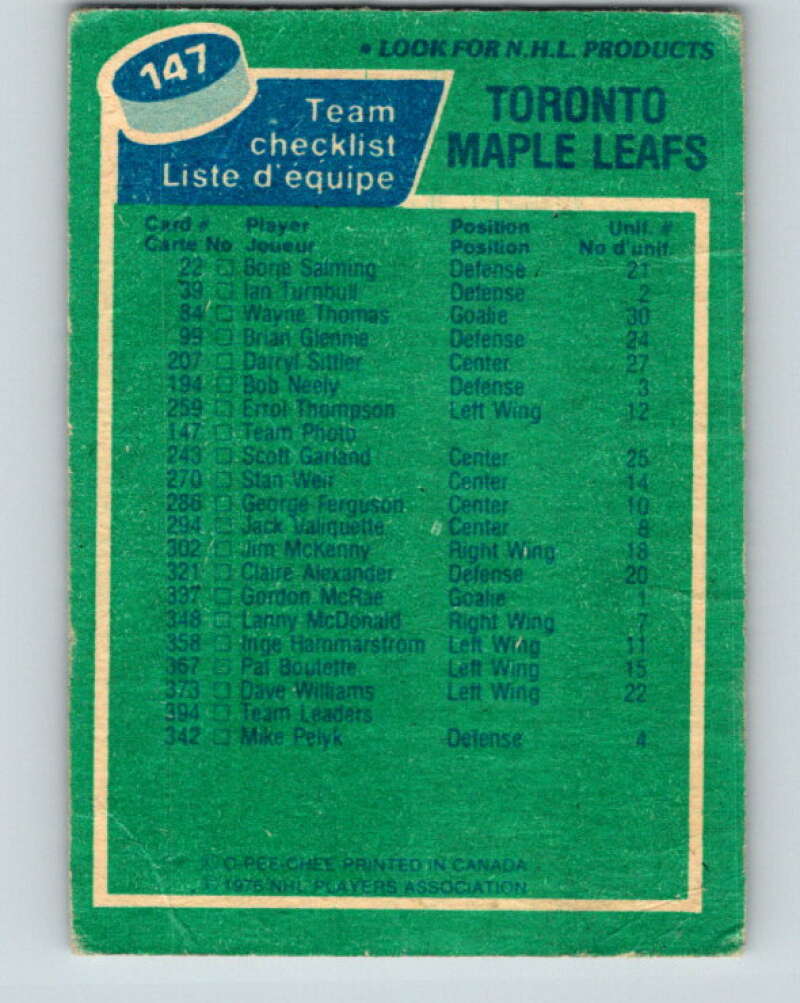 147
• LOOK FOR N.H.L. PRODUCTS
Team checklist
Liste d'équipe
TORONTO
MAPLE LEAFS
Card # Player Position Unif. #
Carte No Joueur Position No d'unif.
22 □ Borje Salming Defense 21
39 □ Ian Turnbull Defense 2
84 □ Wayne Thomas Goalie 30
99 □ Brian Glennie Defense 24
207 □ Darryl Sittler Center 27
194 □ Bob Neely Defense 3
259 □ Errol Thompson Left Wing 12
147 □ Team Photo
243 □ Scott Garland Center 25
270 □ Stan Weir Center 14
286 □ George Ferguson Center 10
294 □ Jack Valiquette Center 8
302 □ Jim McKenny Right Wing 18
321 □ Claire Alexander Defense 20
337 □ Gordon McRae Goalie 1
348 □ Lanny McDonald Right Wing 7
358 □ Inge Hammarstrom Left Wing 11
367 □ Pat Boutette Left Wing 15
373 □ Dave Williams Left Wing 22
394 □ Team Leaders
342 □ Mike Pelyk Defense 4
© O-PEE-CHEE PRINTED IN CANADA
© 1976 NHL PLAYERS ASSOCIATION